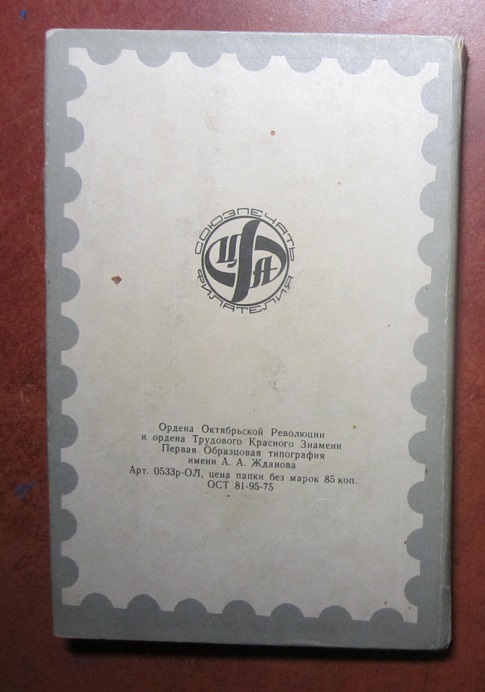 СОЮЗПЕЧАТЬ
ЦФА
ФИЛАТЕЛИЯ
Ордена Октябрьской Революции
и ордена Трудового Красного Знамени
Первая Образцовая типография
имени А. А. Жданова
Арт. 0533р-ОЛ, цена папки без марок 85 коп.
ОСТ 81-95-75